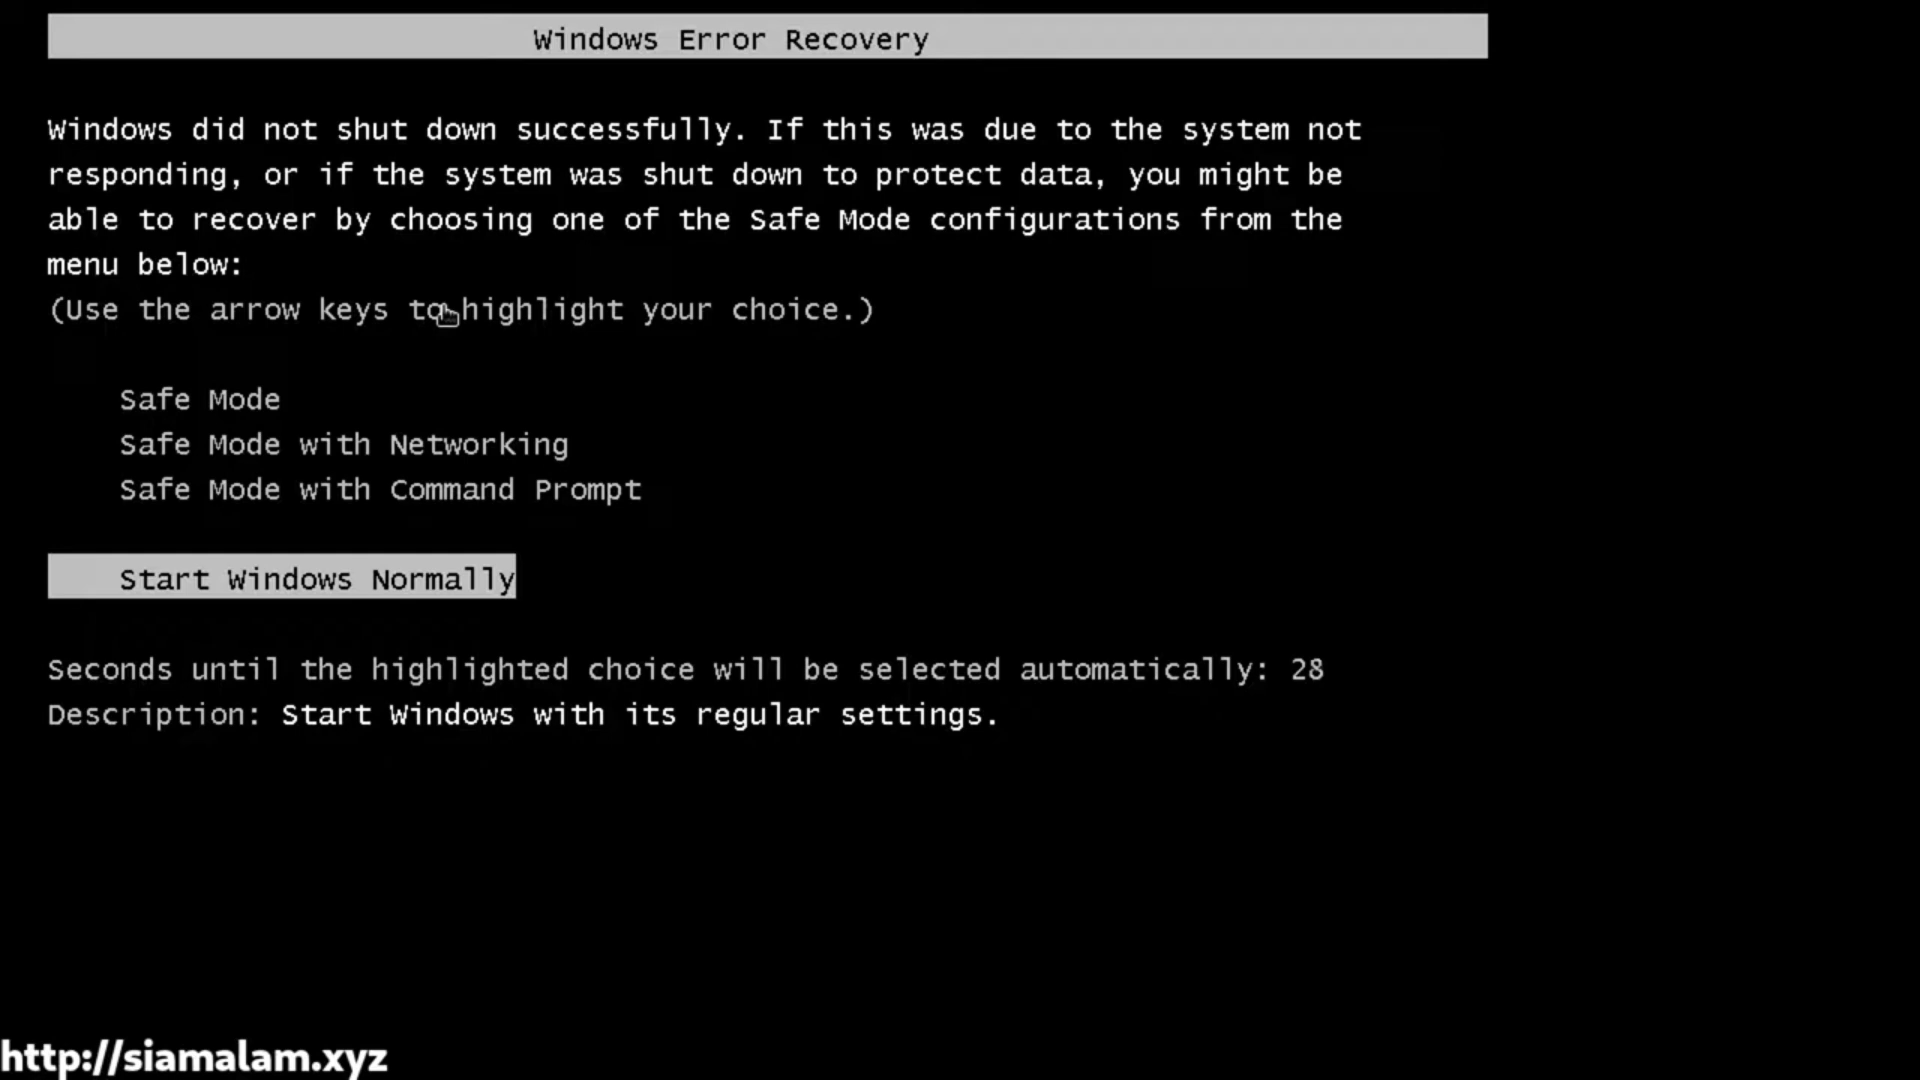 Windows Error Recovery
Windows did not shut down successfully. If this was due to the system not
responding, or if the system was shut down to protect data, you might be
able to recover by choosing one of the Safe Mode configurations from the
menu below:
(Use the arrow keys to highlight your choice.)
Safe Mode
Safe Mode with Networking
Safe Mode with Command Prompt
Start Windows Normally
Seconds until the highlighted choice will be selected automatically: 28
Description: Start Windows with its regular settings.
http://siamalam.xyz